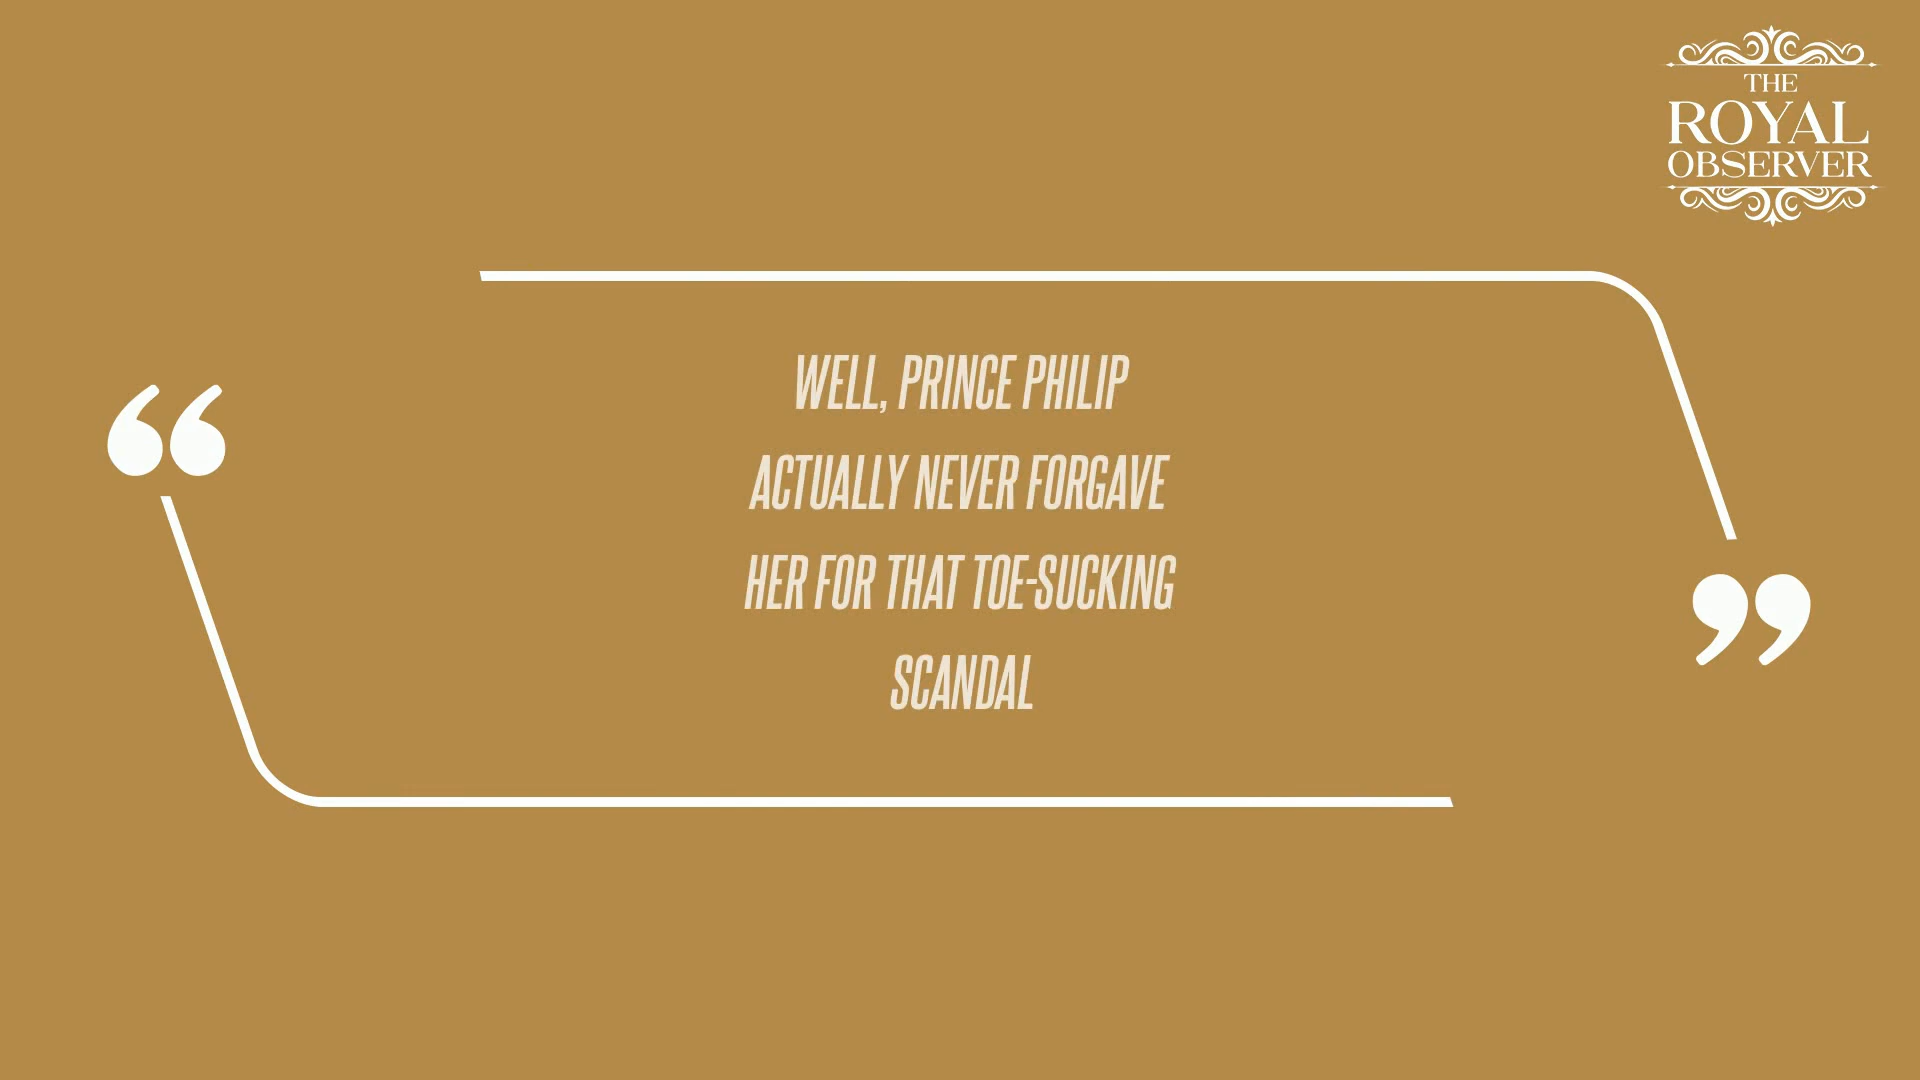 THE
ROYAL
OBSERVER
“
WELL, PRINCE PHILIP
ACTUALLY NEVER FORGAVE
HER FOR THAT TOE-SUCKING
SCANDAL
”